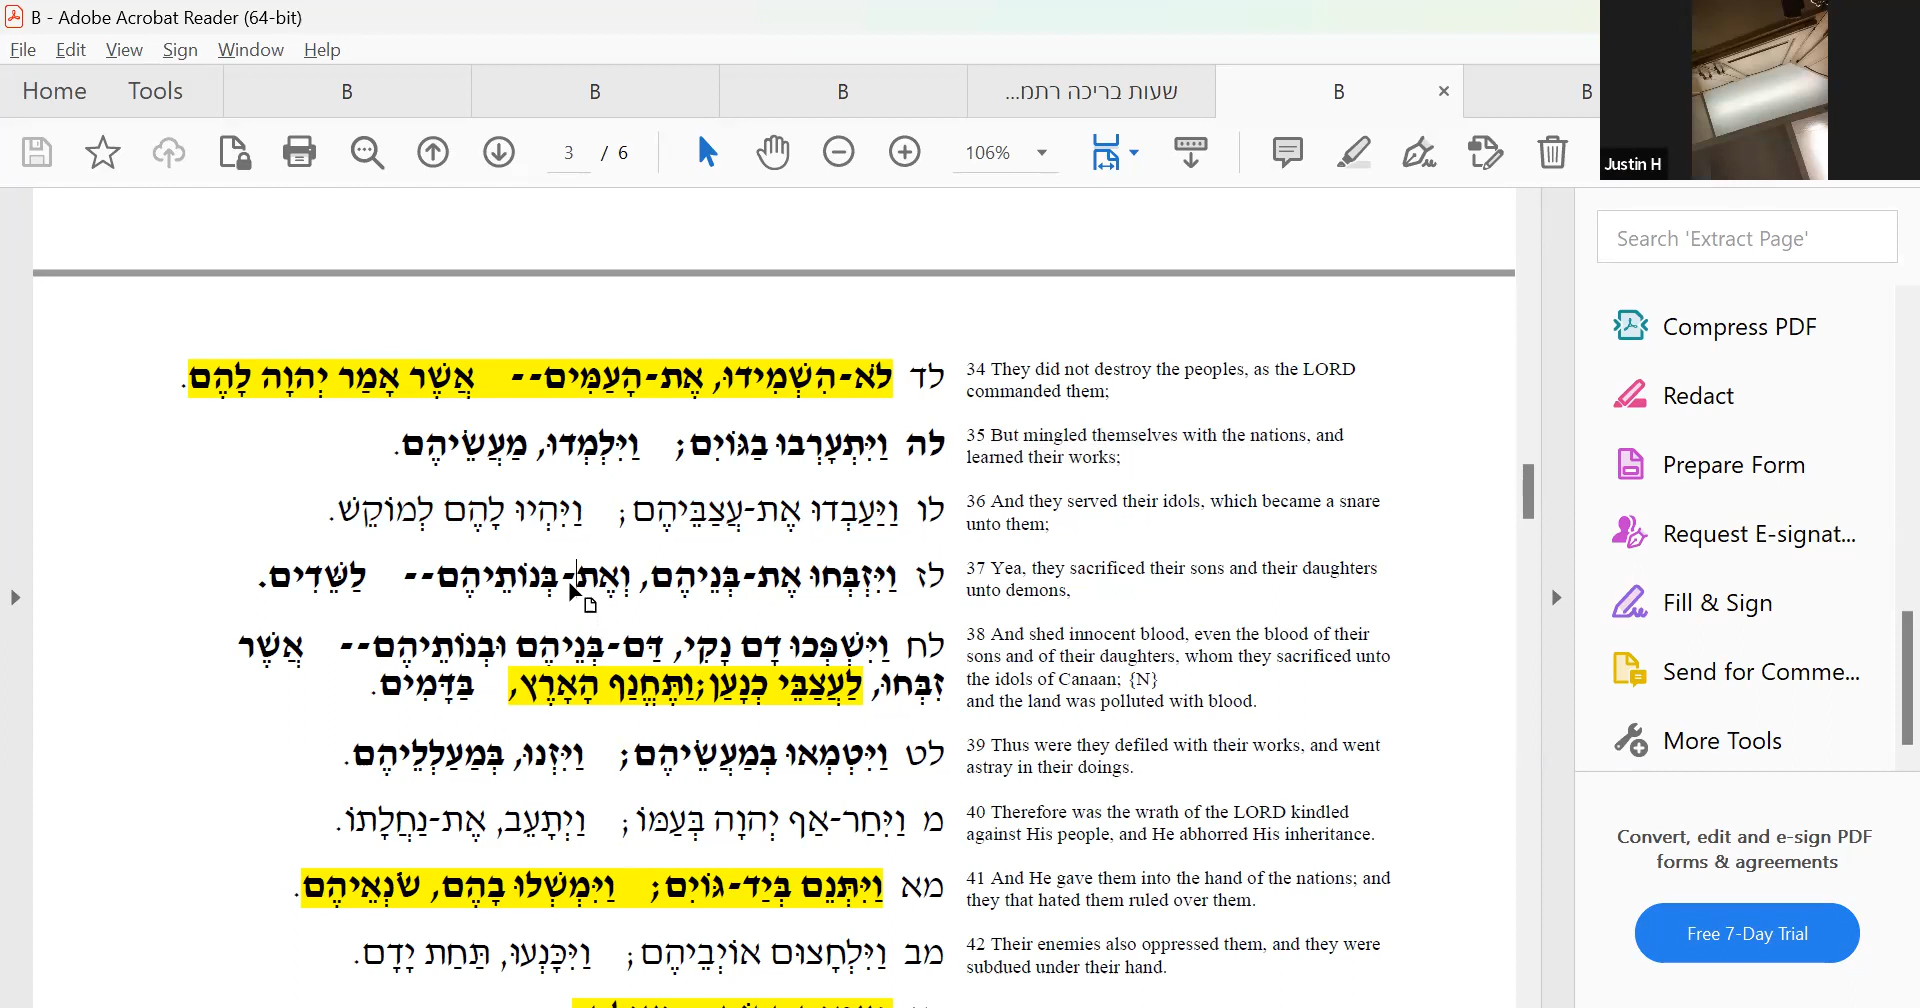 B - Adobe Acrobat Reader (64-bit)
File Edit View Sign Window Help
Home Tools B B B שעות בריכה רתמ... B × B
3 / 6 106%
Justin H
Search 'Extract Page'
Compress PDF
Redact
Prepare Form
Request E-signat...
Fill & Sign
Send for Comme...
More Tools
Convert, edit and e-sign PDF
forms & agreements
Free 7-Day Trial
לד לֹא-הִשְׁמִידוּ, אֶת-הָעַמִּים-- אֲשֶׁר אָמַר יְהוָה לָהֶם.
34 They did not destroy the peoples, as the LORD
commanded them;
לה וַיִּתְעָרְבוּ בַגּוֹיִם; וַיִּלְמְדוּ, מַעֲשֵׂיהֶם.
35 But mingled themselves with the nations, and
learned their works;
לו וַיַּעַבְדוּ אֶת-עֲצַבֵּיהֶם; וַיִּהְיוּ לָהֶם לְמוֹקֵשׁ.
36 And they served their idols, which became a snare
unto them;
לז וַיִּזְבְּחוּ אֶת-בְּנֵיהֶם, וְאֶת-בְּנוֹתֵיהֶם-- לַשֵּׁדִים.
37 Yea, they sacrificed their sons and their daughters
unto demons,
לח וַיִּשְׁפְּכוּ דָם נָקִי, דַּם-בְּנֵיהֶם וּבְנוֹתֵיהֶם-- אֲשֶׁר
זִבְּחוּ, לַעֲצַבֵּי כְנָעַן;וַתֶּחֱנַף הָאָרֶץ, בַּדָּמִים.
38 And shed innocent blood, even the blood of their
sons and of their daughters, whom they sacrificed unto
the idols of Canaan; {N}
and the land was polluted with blood.
לט וַיִּטְמְאוּ בְמַעֲשֵׂיהֶם; וַיִּזְנוּ, בְּמַעַלְלֵיהֶם.
39 Thus were they defiled with their works, and went
astray in their doings.
מ וַיִּחַר-אַף יְהוָה בְּעַמּוֹ; וַיְתָעֵב, אֶת-נַחֲלָתוֹ.
40 Therefore was the wrath of the LORD kindled
against His people, and He abhorred His inheritance.
מא וַיִּתְּנֵם בְּיַד-גּוֹיִם; וַיִּמְשְׁלוּ בָהֶם, שֹׂנְאֵיהֶם.
41 And He gave them into the hand of the nations; and
they that hated them ruled over them.
מב וַיִּלְחָצוּם אוֹיְבֵיהֶם; וַיִּכָּנְעוּ, תַּחַת יָדָם.
42 Their enemies also oppressed them, and they were
subdued under their hand.